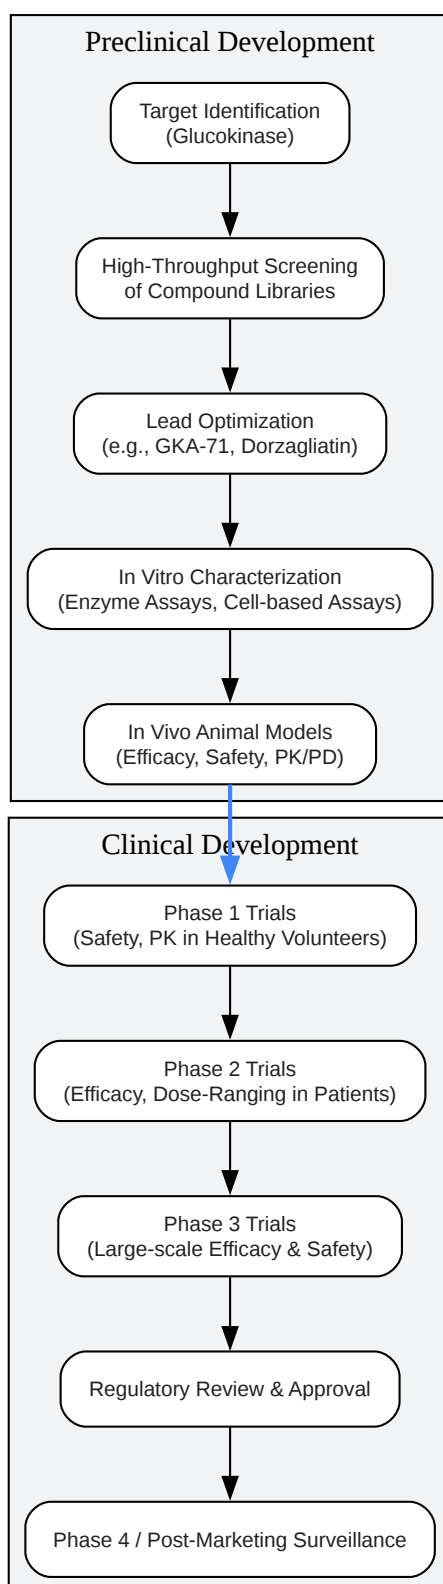 Preclinical Development
Target Identification
(Glucokinase)
High-Throughput Screening
of Compound Libraries
Lead Optimization
(e.g., GKA-71, Dorzagliatin)
In Vitro Characterization
(Enzyme Assays, Cell-based Assays)
In Vivo Animal Models
(Efficacy, Safety, PK/PD)
Clinical Development
Phase 1 Trials
(Safety, PK in Healthy Volunteers)
Phase 2 Trials
(Efficacy, Dose-Ranging in Patients)
Phase 3 Trials
(Large-scale Efficacy & Safety)
Regulatory Review & Approval
Phase 4 / Post-Marketing Surveillance